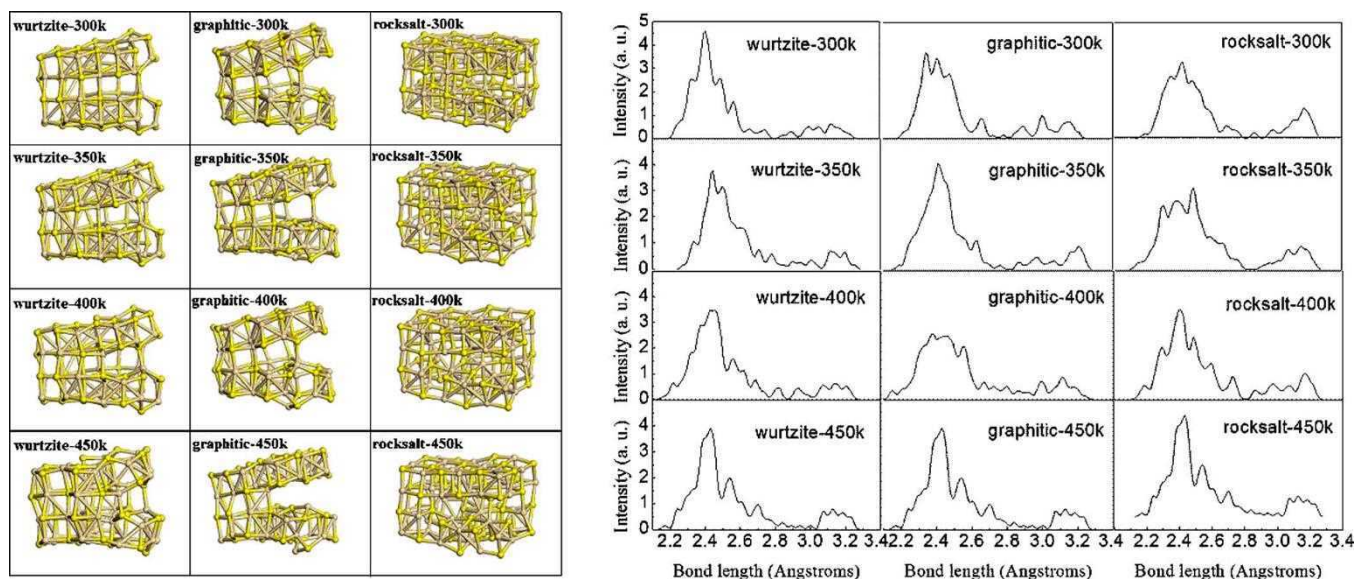 wurtzite-300k graphitic-300k rocksalt-300k
wurtzite-350k graphitic-350k rocksalt-350k
wurtzite-400k graphitic-400k rocksalt-400k
wurtzite-450k graphitic-450k rocksalt-450k
Intensity (a. u.)
5
4
3
2
1
0
wurtzite-300k graphitic-300k rocksalt-300k
Intensity (a. u.)
4
3
2
1
0
wurtzite-350k graphitic-350k rocksalt-350k
Intensity (a. u.)
4
3
2
1
0
wurtzite-400k graphitic-400k rocksalt-400k
Intensity (a. u.)
4
3
2
1
0
wurtzite-450k graphitic-450k rocksalt-450k
2.2 2.4 2.6 2.8 3.0 3.2 3.4 2.2 2.4 2.6 2.8 3.0 3.2 3.4 2.2 2.4 2.6 2.8 3.0 3.2 3.4
Bond length (Angstroms) Bond length (Angstroms) Bond length (Angstroms)